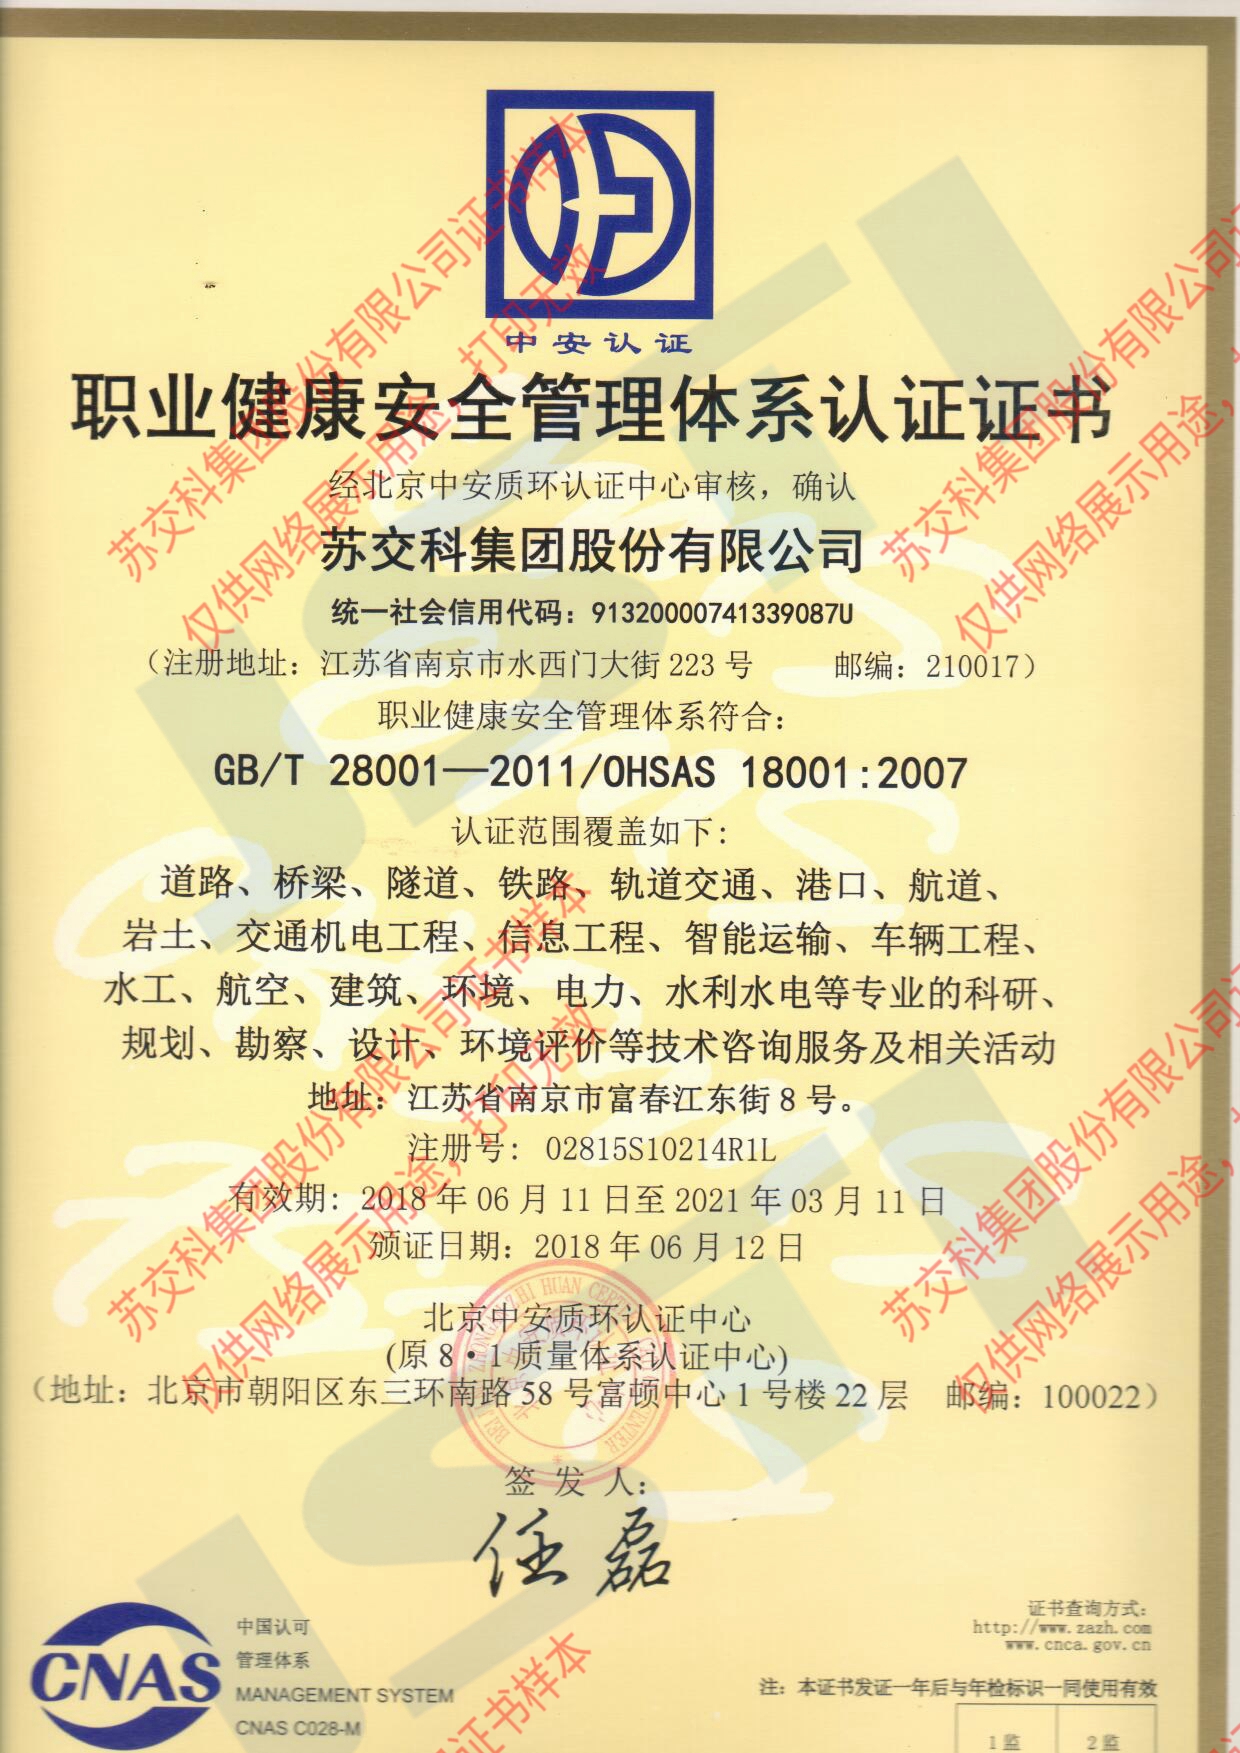 中安认证
职业健康安全管理体系认证证书
经北京中安质环认证中心审核，确认
苏交科集团股份有限公司
统一社会信用代码：91320000741339087U
（注册地址：江苏省南京市水西门大街 223 号 邮编：210017）
职业健康安全管理体系符合：
GB/T 28001—2011/OHSAS 18001:2007
认证范围覆盖如下：
道路、桥梁、隧道、铁路、轨道交通、港口、航道、
岩土、交通机电工程、信息工程、智能运输、车辆工程、
水工、航空、建筑、环境、电力、水利水电等专业的科研、
规划、勘察、设计、环境评价等技术咨询服务及相关活动
地址：江苏省南京市富春江东街 8 号。
注册号：02815S10214R1L
有效期：2018 年 06 月 11 日至 2021 年 03 月 11 日
颁证日期：2018 年 06 月 12 日
北京中安质环认证中心
(原 8·1 质量体系认证中心)
（地址：北京市朝阳区东三环南路 58 号富顿中心 1 号楼 22 层 邮编：100022）
签 发 人：
任磊
CNAS
中国认可
管理体系
MANAGEMENT SYSTEM
CNAS C028-M
证书查询方式：
http://www.zazh.com
www.cnca.gov.cn
注：本证书发证一年后与年检标识一同使用有效
1 监 2 监
苏交科集团股份有限公司证书样本
仅供网络展示用途，打印无效
苏交科集团股份有限公司证
仅供网络展示用途，
苏交科集团股份有限公司证书样本
仅供网络展示用途，打印无效
苏交科集团股份有限公司证
仅供网络展示用途，
证书样本